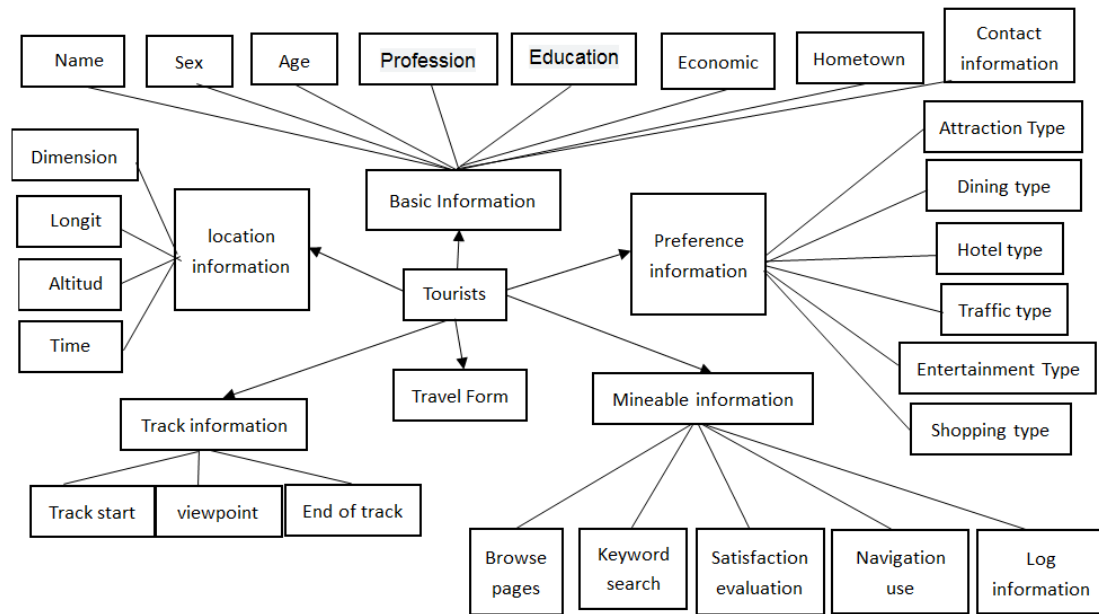 Name
Sex
Age
Profession
Education
Economic
Hometown
Contact
information
Attraction Type
Dimension
Dining type
Basic Information
Longit
location
information
Preference
information
Hotel type
Altitud
Tourists
Traffic type
Time
Entertainment Type
Travel Form
Mineable information
Track information
Shopping type
Track start
viewpoint
End of track
Browse
pages
Keyword
search
Satisfaction
evaluation
Navigation
use
Log
information